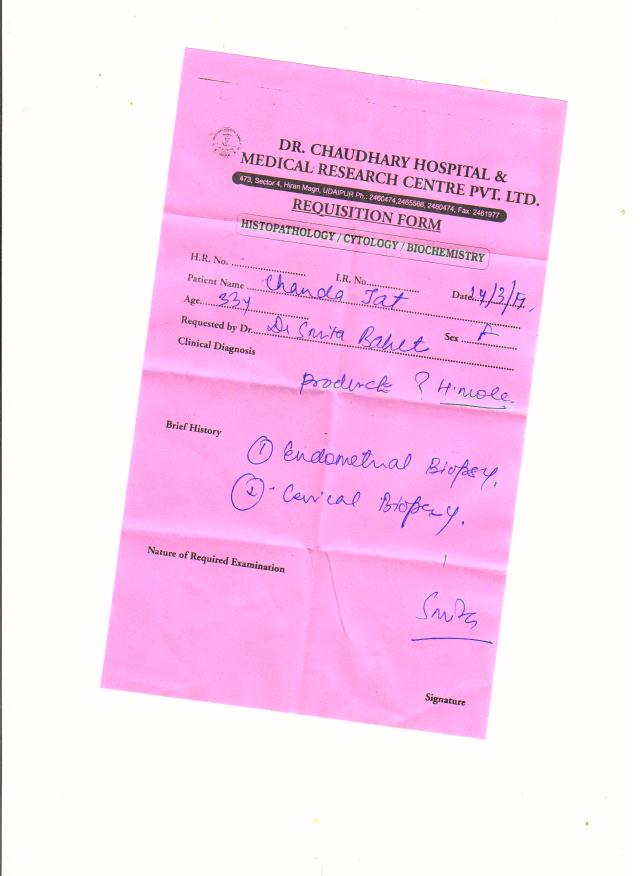 DR. CHAUDHARY HOSPITAL &
MEDICAL RESEARCH CENTRE PVT. LTD.
473, Sector 4, Hiran Magri, UDAIPUR Ph.: 2460474,2465566, 2460474, Fax: 2461977
REQUISITION FORM
HISTOPATHOLOGY / CYTOLOGY / BIOCHEMISTRY
H.R. No. I.R. No.
Patient Name Chanda Jat Date 14/3/
Age 33y
Requested by Dr. Dr Smita Sex F
Clinical Diagnosis
product ? H.mole.
Brief History
① Endometrial Biopsy.
② Cervical Biopsy.
Nature of Required Examination
Smita
Signature